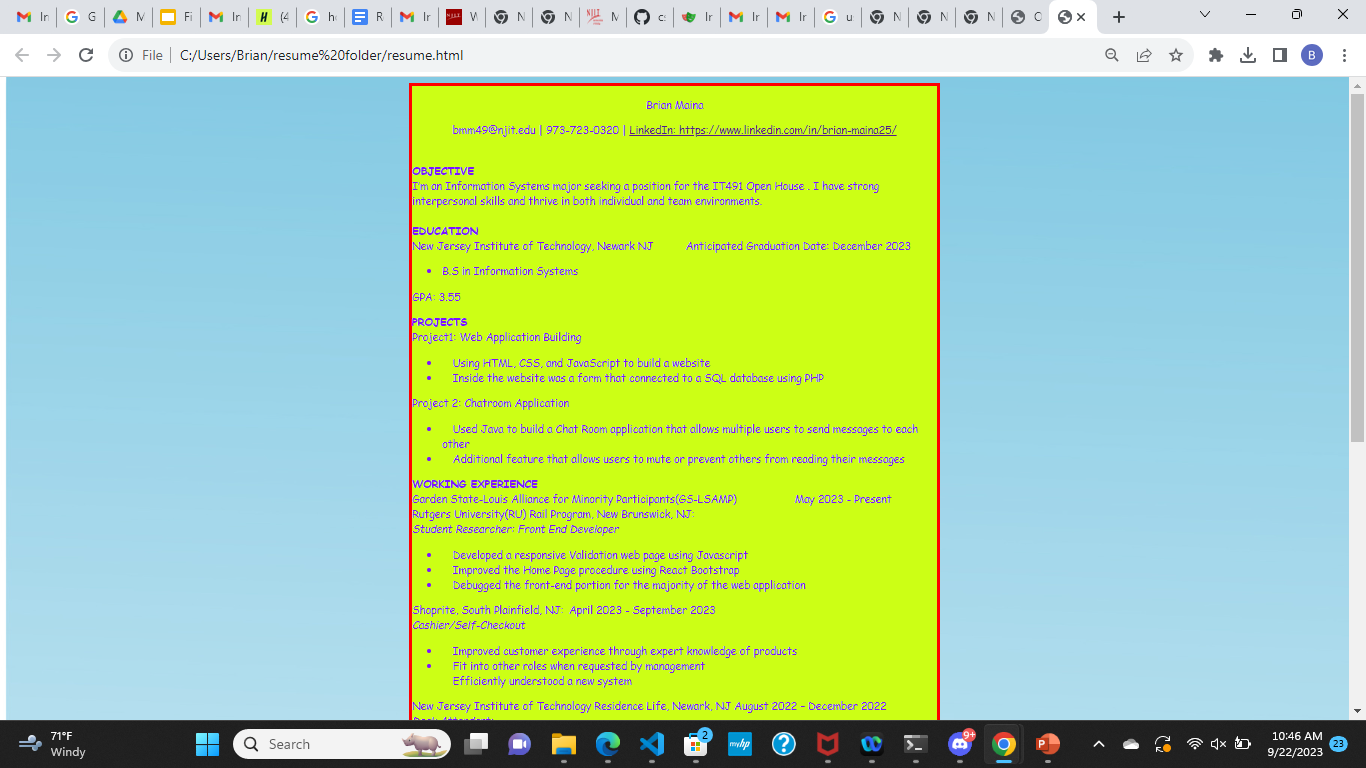 In
G
M
Fi
In
(4
G he
R
In
W
N
N
M
cs
In
In
In
G u
N
N
N
C
File
C:/Users/Brian/resume%20folder/resume.html
B
Brian Maina
bmm49@njit.edu | 973-723-0320 | LinkedIn: https://www.linkedin.com/in/brian-maina25/
OBJECTIVE
I'm an Information Systems major seeking a position for the IT491 Open House . I have strong
interpersonal skills and thrive in both individual and team environments.
EDUCATION
New Jersey Institute of Technology, Newark NJ Anticipated Graduation Date: December 2023
• B.S in Information Systems
GPA: 3.55
PROJECTS
Project1: Web Application Building
• Using HTML, CSS, and JavaScript to build a website
• Inside the website was a form that connected to a SQL database using PHP
Project 2: Chatroom Application
• Used Java to build a Chat Room application that allows multiple users to send messages to each
other
• Additional feature that allows users to mute or prevent others from reading their messages
WORKING EXPERIENCE
Garden State-Louis Alliance for Minority Participants(GS-LSAMP) May 2023 - Present
Rutgers University(RU) Rail Program, New Brunswick, NJ:
Student Researcher: Front End Developer
• Developed a responsive Validation web page using Javascript
• Improved the Home Page procedure using React Bootstrap
• Debugged the front-end portion for the majority of the web application
Shoprite, South Plainfield, NJ: April 2023 - September 2023
Cashier/Self-Checkout
• Improved customer experience through expert knowledge of products
• Fit into other roles when requested by management
Efficiently understood a new system
New Jersey Institute of Technology Residence Life, Newark, NJ August 2022 – December 2022
71°F
Windy
Search
2
myhp
9+
10:46 AM
9/22/2023
23